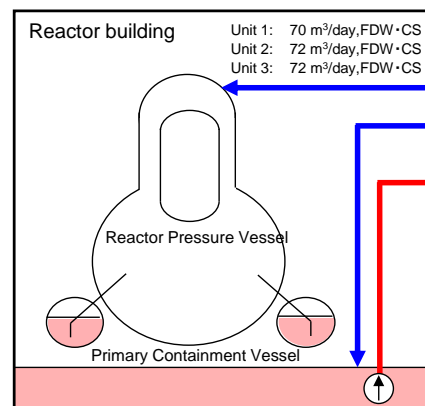 Reactor building
Unit 1: 70 m³/day,FDW・CS
Unit 2: 72 m³/day,FDW・CS
Unit 3: 72 m³/day,FDW・CS
Reactor Pressure Vessel
Primary Containment Vessel